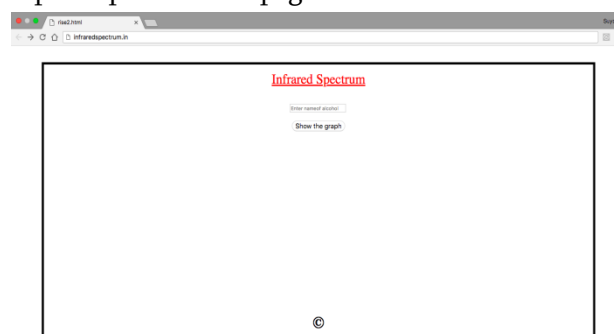 rise2.html
infraredspectrum.in
Infrared Spectrum
Enter nameof alcohol
Show the graph
©